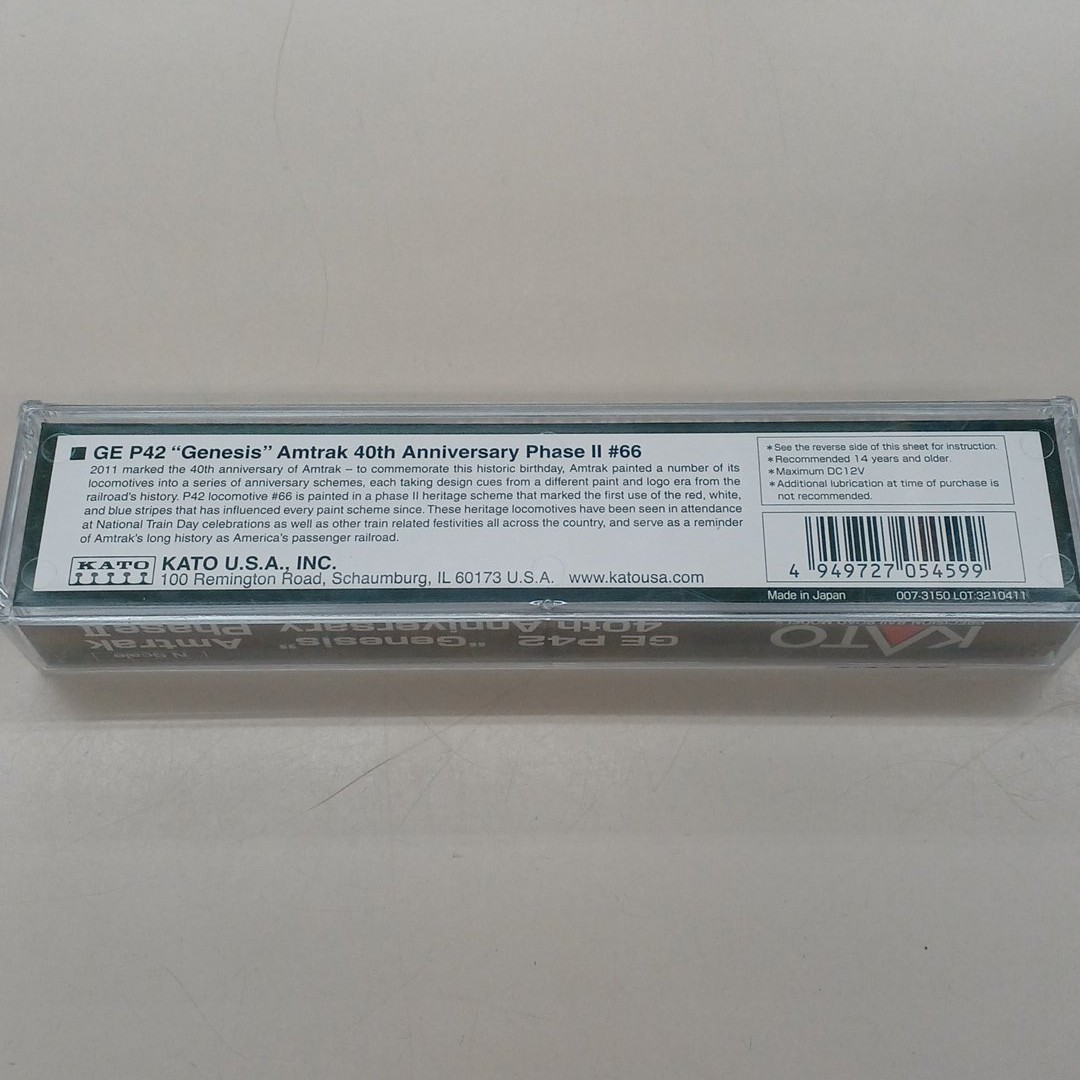 GE P42 “Genesis” Amtrak 40th Anniversary Phase II #66
2011 marked the 40th anniversary of Amtrak – to commemorate this historic birthday, Amtrak painted a number of its
locomotives into a series of anniversary schemes, each taking design cues from a different paint and logo era from the
railroad's history. P42 locomotive #66 is painted in a phase II heritage scheme that marked the first use of the red, white,
and blue stripes that has influenced every paint scheme since. These heritage locomotives have been seen in attendance
at National Train Day celebrations as well as other train related festivities all across the country, and serve as a reminder
of Amtrak's long history as America's passenger railroad.
KATO
KATO U.S.A., INC.
100 Remington Road, Schaumburg, IL 60173 U.S.A. www.katousa.com
*See the reverse side of this sheet for instruction.
*Recommended 14 years and older.
*Maximum DC12V
*Additional lubrication at time of purchase is
not recommended.
4 949727 054599
Made in Japan 007-3150 LOT:3210411
KATO
GE P42 "Genesis" Amtrak
40th Anniversary Phase II
N Scale